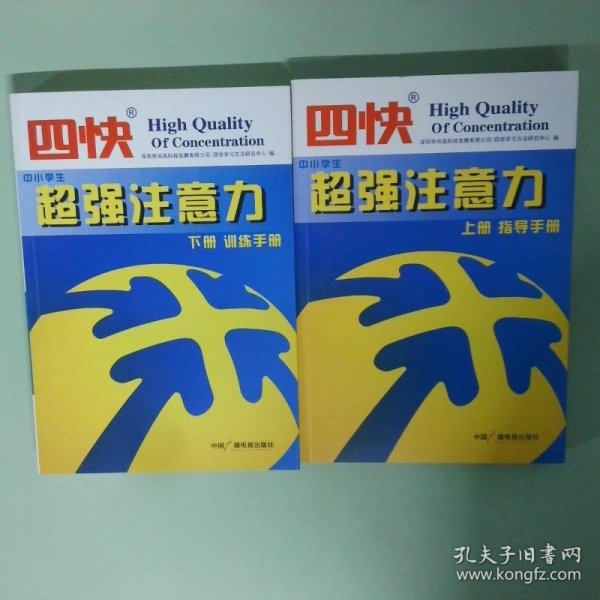 四快®
High Quality
Of Concentration
深圳市尚高科技发展有限公司/四快学习方法研究中心 编
中小学生
超强注意力
下册 训练手册
中国广播电视出版社
四快®
High Quality
Of Concentration
深圳市尚高科技发展有限公司/四快学习方法研究中心 编
中小学生
超强注意力
上册 指导手册
中国广播电视出版社
孔夫子旧书网
www.kongfz.com